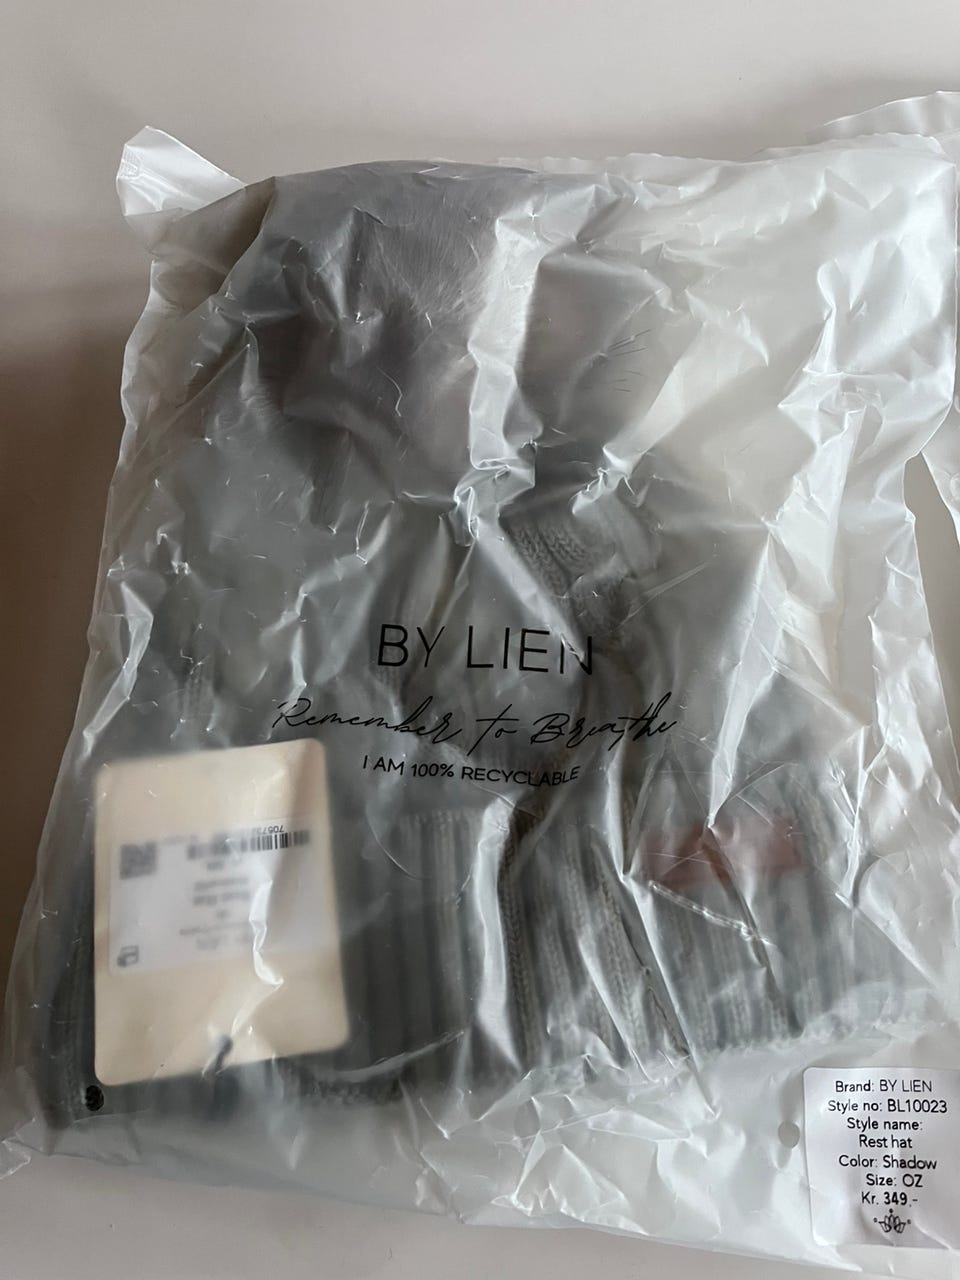 BY LIEN
Remember to Breathe
I AM 100% RECYCLABLE
Brand: BY LIEN
Style no: BL10023
Style name:
Rest hat
Color: Shadow
Size: OZ
Kr. 349.-